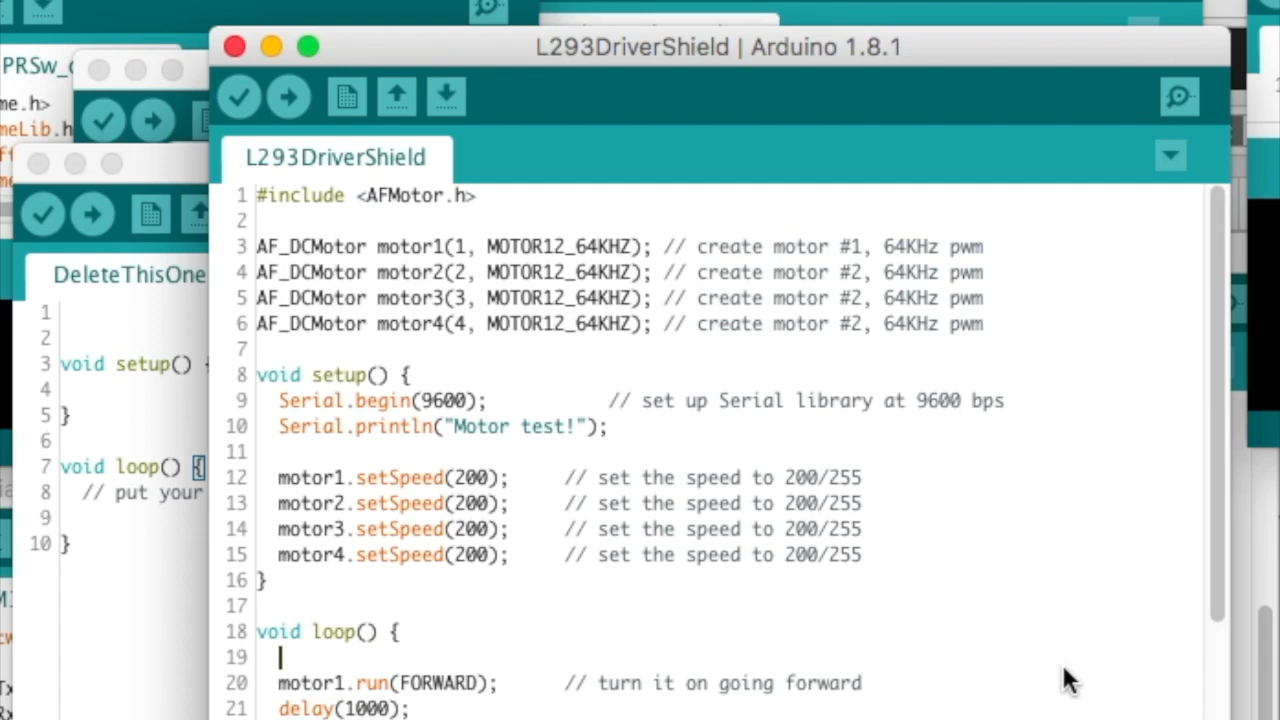 L293DriverShield | Arduino 1.8.1
L293DriverShield
1 #include <AFMotor.h>
2
3 AF_DCMotor motor1(1, MOTOR12_64KHZ); // create motor #1, 64KHz pwm
4 AF_DCMotor motor2(2, MOTOR12_64KHZ); // create motor #2, 64KHz pwm
5 AF_DCMotor motor3(3, MOTOR12_64KHZ); // create motor #2, 64KHz pwm
6 AF_DCMotor motor4(4, MOTOR12_64KHZ); // create motor #2, 64KHz pwm
7
8 void setup() {
9 Serial.begin(9600); // set up Serial library at 9600 bps
10 Serial.println("Motor test!");
11
12 motor1.setSpeed(200); // set the speed to 200/255
13 motor2.setSpeed(200); // set the speed to 200/255
14 motor3.setSpeed(200); // set the speed to 200/255
15 motor4.setSpeed(200); // set the speed to 200/255
16 }
17
18 void loop() {
19
20 motor1.run(FORWARD); // turn it on going forward
21 delay(1000);
PRSw_
me.h>
meLib.h
DeleteThisOne
1
2
3 void setup() {
4
5 }
6
7 void loop() {
8 // put your
9
10 }